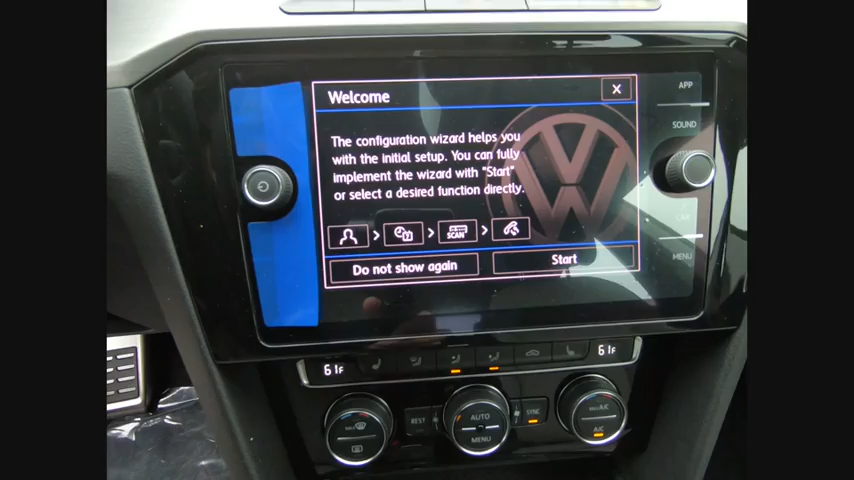 Welcome
X
APP
SOUND
The configuration wizard helps you
with the initial setup. You can fully
implement the wizard with "Start"
or select a desired function directly.
SCAN
CAR
MENU
Do not show again
Start
61F
61F
REST
AUTO
MENU
SYNC
MAX A/C
A/C